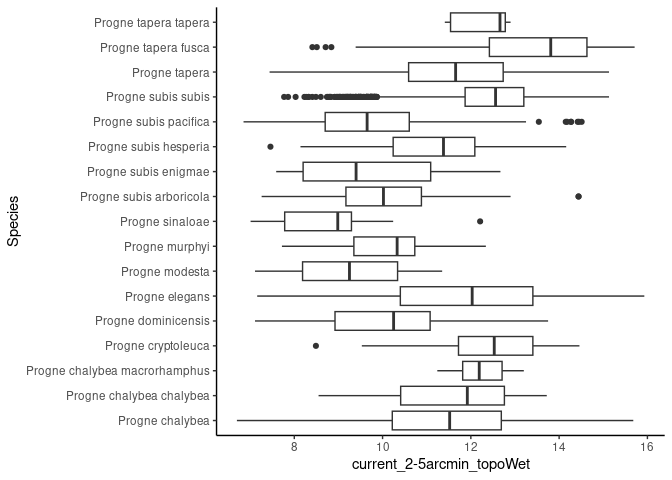 Species
Progne tapera tapera
Progne tapera fusca
Progne tapera
Progne subis subis
Progne subis pacifica
Progne subis hesperia
Progne subis enigmae
Progne subis arboricola
Progne sinaloae
Progne murphyi
Progne modesta
Progne elegans
Progne dominicensis
Progne cryptoleuca
Progne chalybea macrorhamphus
Progne chalybea chalybea
Progne chalybea
8 10 12 14 16
current_2-5arcmin_topoWet